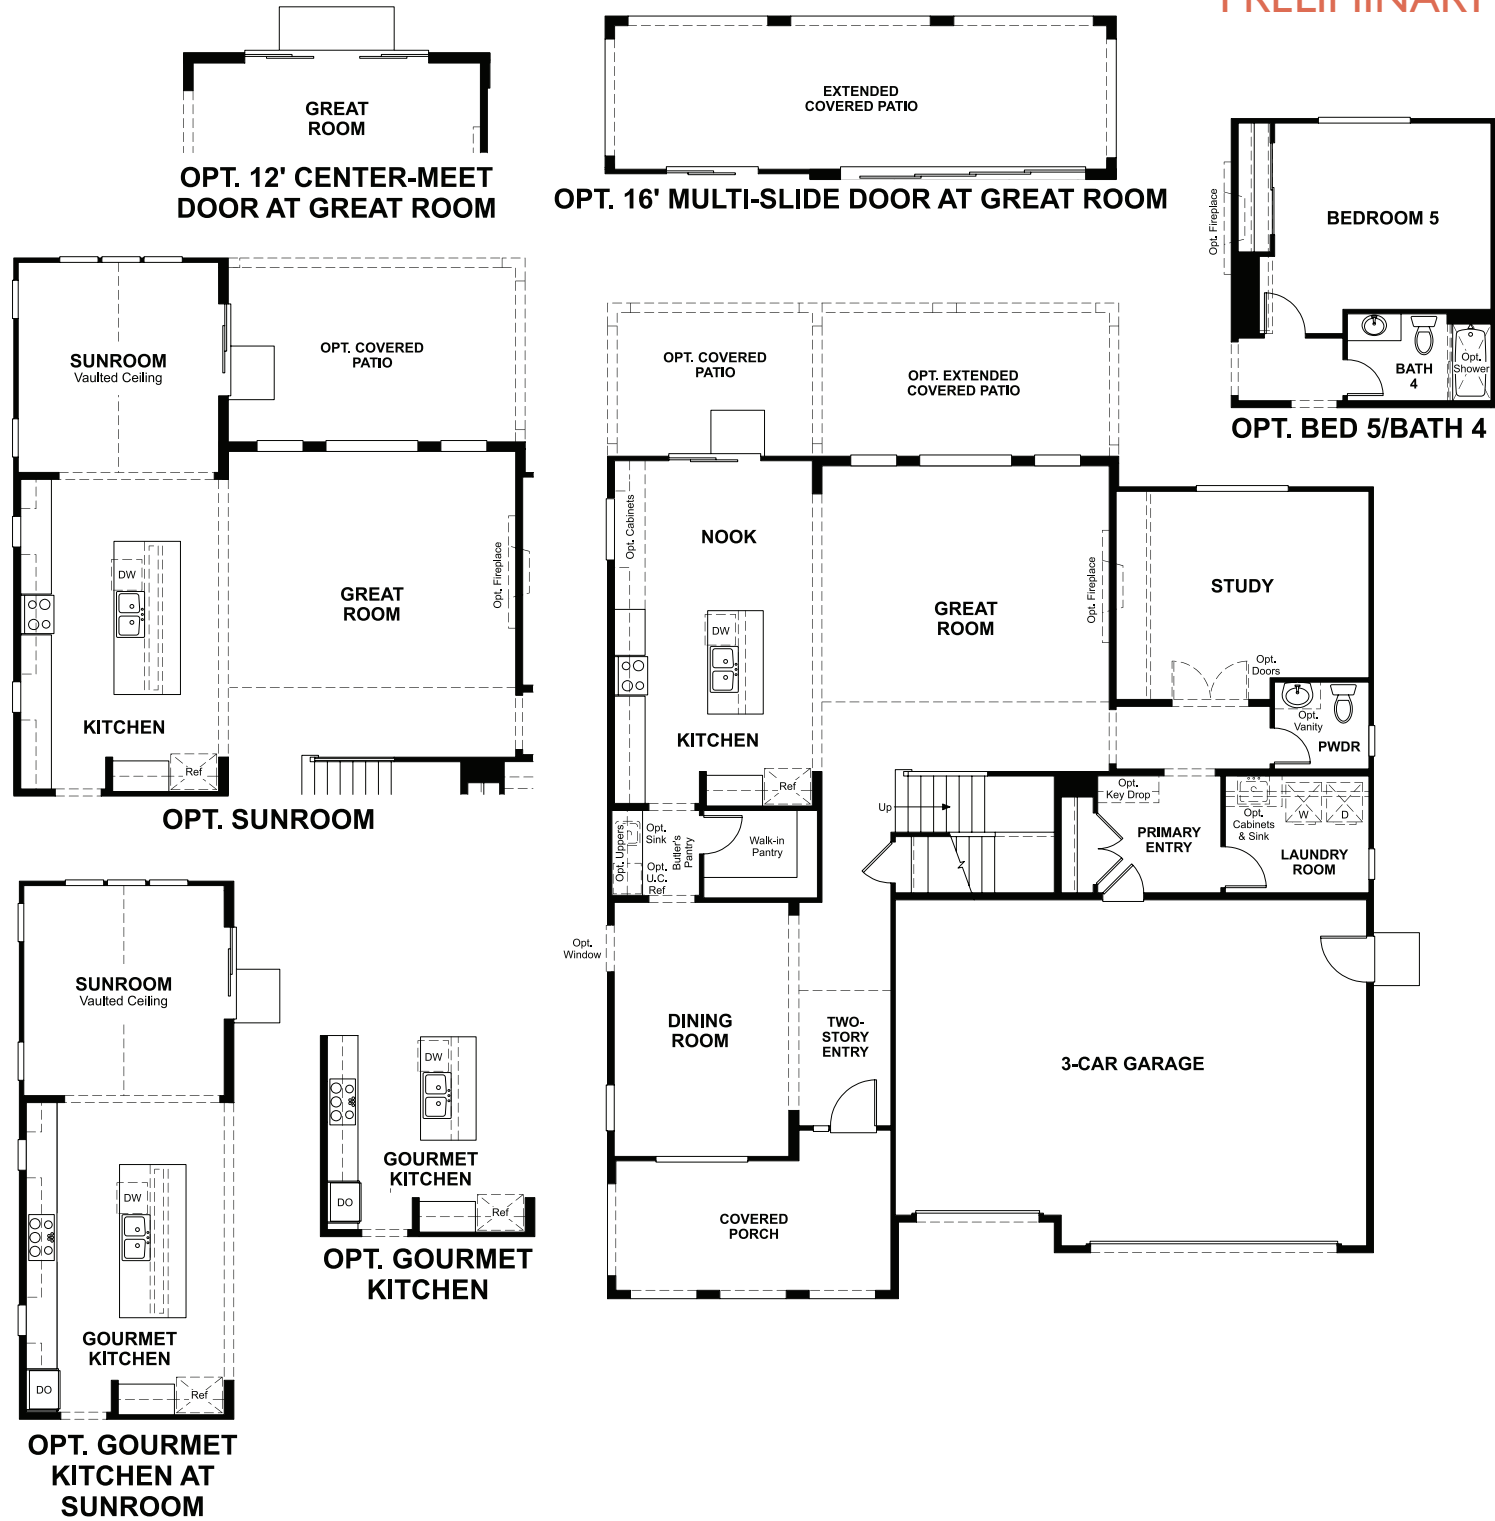 PRELIMINARY
GREAT
ROOM
OPT. 12' CENTER-MEET
DOOR AT GREAT ROOM
EXTENDED
COVERED PATIO
OPT. 16' MULTI-SLIDE DOOR AT GREAT ROOM
Opt. Fireplace
BEDROOM 5
BATH
4
Opt.
Shower
OPT. BED 5/BATH 4
SUNROOM
Vaulted Ceiling
OPT. COVERED
PATIO
DW
GREAT
ROOM
Opt. Fireplace
KITCHEN
Ref
OPT. SUNROOM
OPT. COVERED
PATIO
OPT. EXTENDED
COVERED PATIO
Opt. Cabinets
NOOK
DW
GREAT
ROOM
Opt. Fireplace
STUDY
Opt.
Doors
Opt.
Vanity
PWDR
KITCHEN
Ref
Up
Opt.
Key Drop
PRIMARY
ENTRY
Opt.
Cabinets
& Sink
W
D
LAUNDRY
ROOM
Opt. Uppers
Opt.
Sink
Opt.
U.C.
Ref
Butler's
Pantry
Walk-in
Pantry
Opt.
Window
DINING
ROOM
TWO-
STORY
ENTRY
3-CAR GARAGE
COVERED
PORCH
SUNROOM
Vaulted Ceiling
DW
GOURMET
KITCHEN
DO
Ref
OPT. GOURMET
KITCHEN AT
SUNROOM
DW
GOURMET
KITCHEN
DO
Ref
OPT. GOURMET
KITCHEN